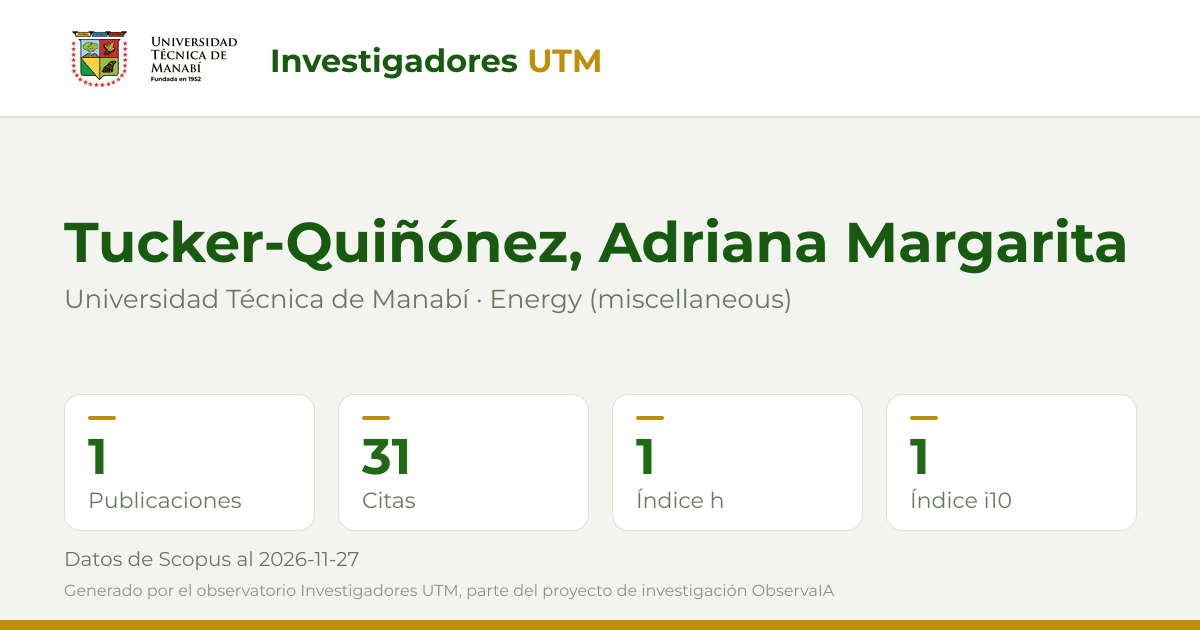 UNIVERSIDAD
TÉCNICA DE
MANABÍ
Fundada en 1952
Investigadores UTM
Tucker-Quiñónez, Adriana Margarita
Universidad Técnica de Manabí · Energy (miscellaneous)
1
Publicaciones
31
Citas
1
Índice h
1
Índice i10
Datos de Scopus al 2026-11-27
Generado por el observatorio Investigadores UTM, parte del proyecto de investigación ObservaIA